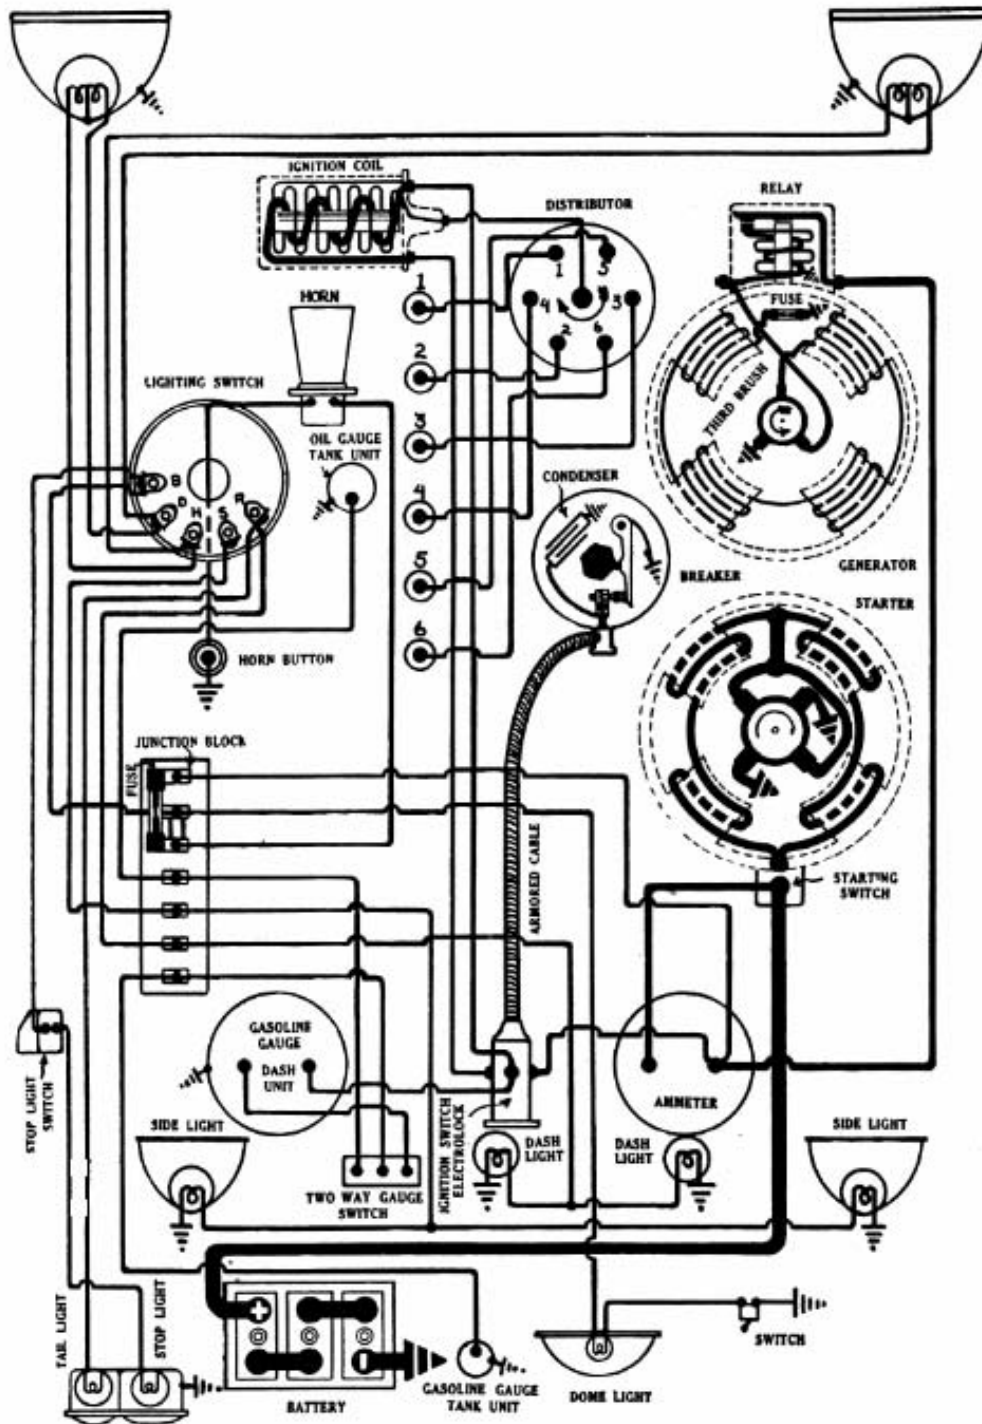 IGNITION COIL
RELAY
DISTRIBUTOR
1
5
4
3
2
6
FUSE
HORN
1
LIGHTING SWITCH
2
THIRD BRUSH
OIL GAUGE
TANK UNIT
3
CONDENSER
B
D
H
S
R
4
GENERATOR
BREAKER
5
STARTER
6
HORN BUTTON
JUNCTION BLOCK
FUSE
STARTING
SWITCH
ARMORED CABLE
GASOLINE
GAUGE
DASH
UNIT
AMMETER
STOP LIGHT
SWITCH
SIDE LIGHT
IGNITION SWITCH
ELECTROLOCK
DASH
LIGHT
DASH
LIGHT
SIDE LIGHT
TWO WAY GAUGE
SWITCH
TAIL LIGHT
STOP LIGHT
SWITCH
BATTERY
GASOLINE GAUGE
TANK UNIT
DOME LIGHT